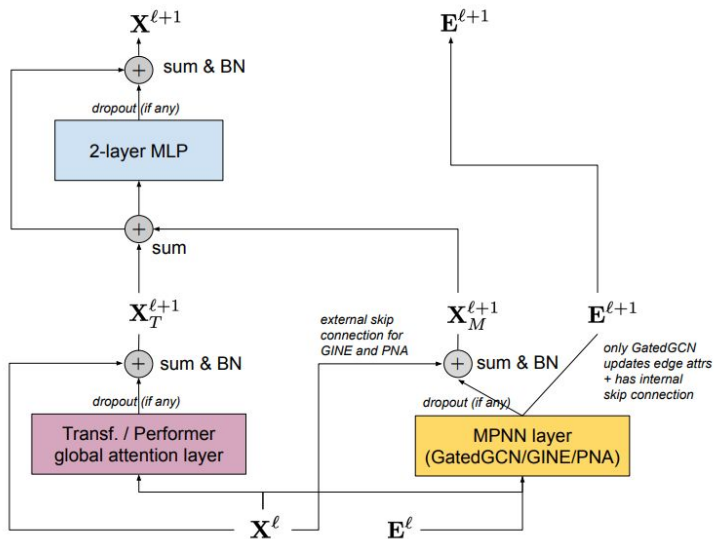 X^{ℓ+1}
E^{ℓ+1}
+
sum & BN
dropout (if any)
2-layer MLP
+
sum
X_T^{ℓ+1}
X_M^{ℓ+1}
E^{ℓ+1}
external skip
connection for
GINE and PNA
only GatedGCN
updates edge attrs
+ has internal
skip connection
+
sum & BN
+
sum & BN
dropout (if any)
dropout (if any)
Transf. / Performer
global attention layer
MPNN layer
(GatedGCN/GINE/PNA)
X^ℓ
E^ℓ